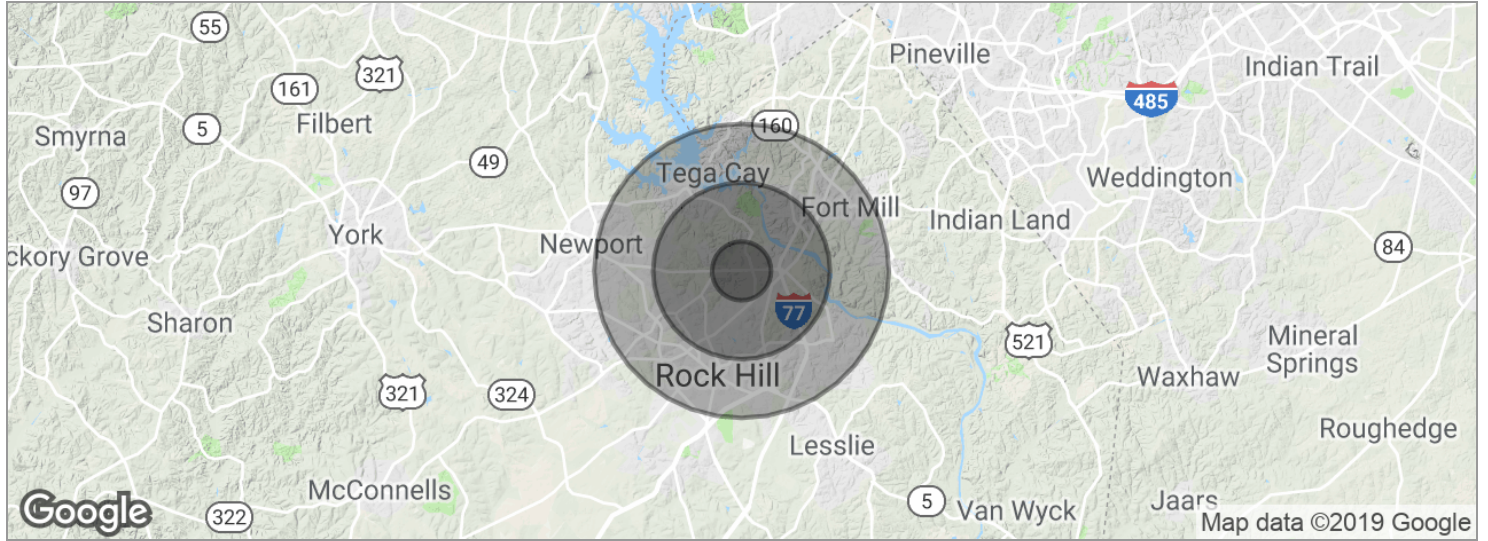 55
Pineville
Indian Trail
321
161
485
Filbert
5
160
Smyrna
49
Tega Cay
Weddington
97
Fort Mill
Indian Land
York
Newport
84
ckory Grove
77
Sharon
521
Mineral
Springs
Rock Hill
Waxhaw
321
324
Roughedge
Lesslie
McConnells
5
Van Wyck
Jaars
Google
322
Map data ©2019 Google